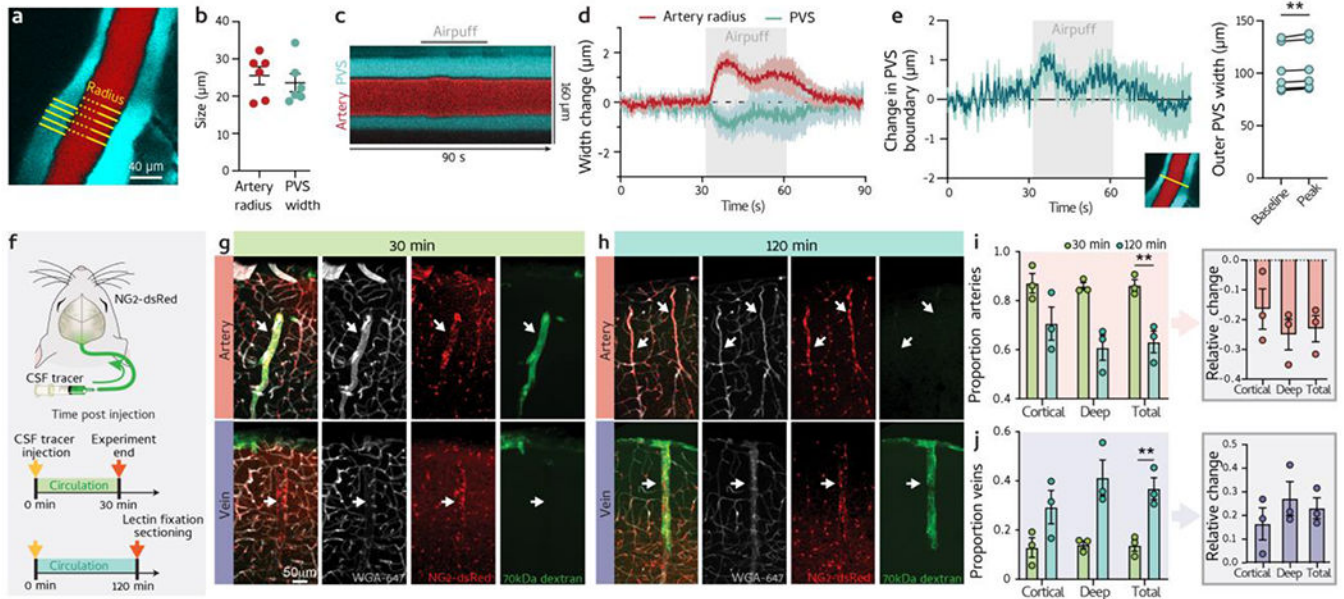 a
Radius
40 µm
b
Size (µm)
40
30
20
10
0
Artery
radius
PVS
width
c
Airpuff
PVS
Artery
160 µm
90 s
d
Artery radius
PVS
Airpuff
Width change (µm)
2
0
-2
0
30
60
90
Time (s)
e
Airpuff
Change in PVS
boundary (µm)
2
1
0
-1
-2
0
30
60
Time (s)
**
Outer PVS width (µm)
150
100
50
0
Baseline
Peak
f
NG2-dsRed
CSF tracer
Time post injection
CSF tracer
injection
Experiment
end
Circulation
0 min
30 min
Lectin fixation
sectioning
Circulation
0 min
120 min
g
30 min
Artery
Vein
50µm
WGA-647
NG2-dsRed
70kDa dextran
h
120 min
WGA-647
NG2-dsRed
70kDa dextran
i
30 min
120 min
**
Proportion arteries
1.0
0.8
0.6
0.4
Cortical
Deep
Total
Relative change
0.0
-0.1
-0.2
-0.3
-0.4
Cortical
Deep
Total
**
Proportion veins
0.6
0.4
0.2
0
Cortical
Deep
Total
Relative change
0.5
0.4
0.3
0.2
0.1
0.0
Cortical
Deep
Total